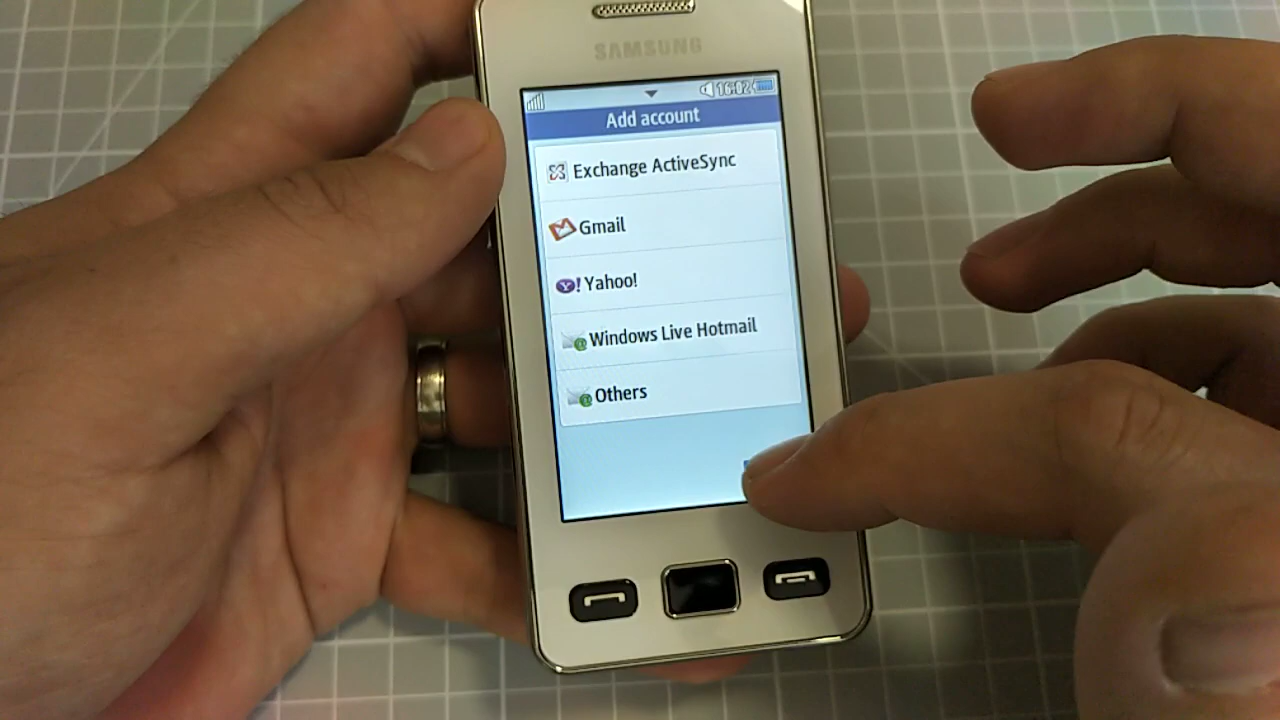 SAMSUNG
16:02
Add account
Exchange ActiveSync
Gmail
Yahoo!
Windows Live Hotmail
Others